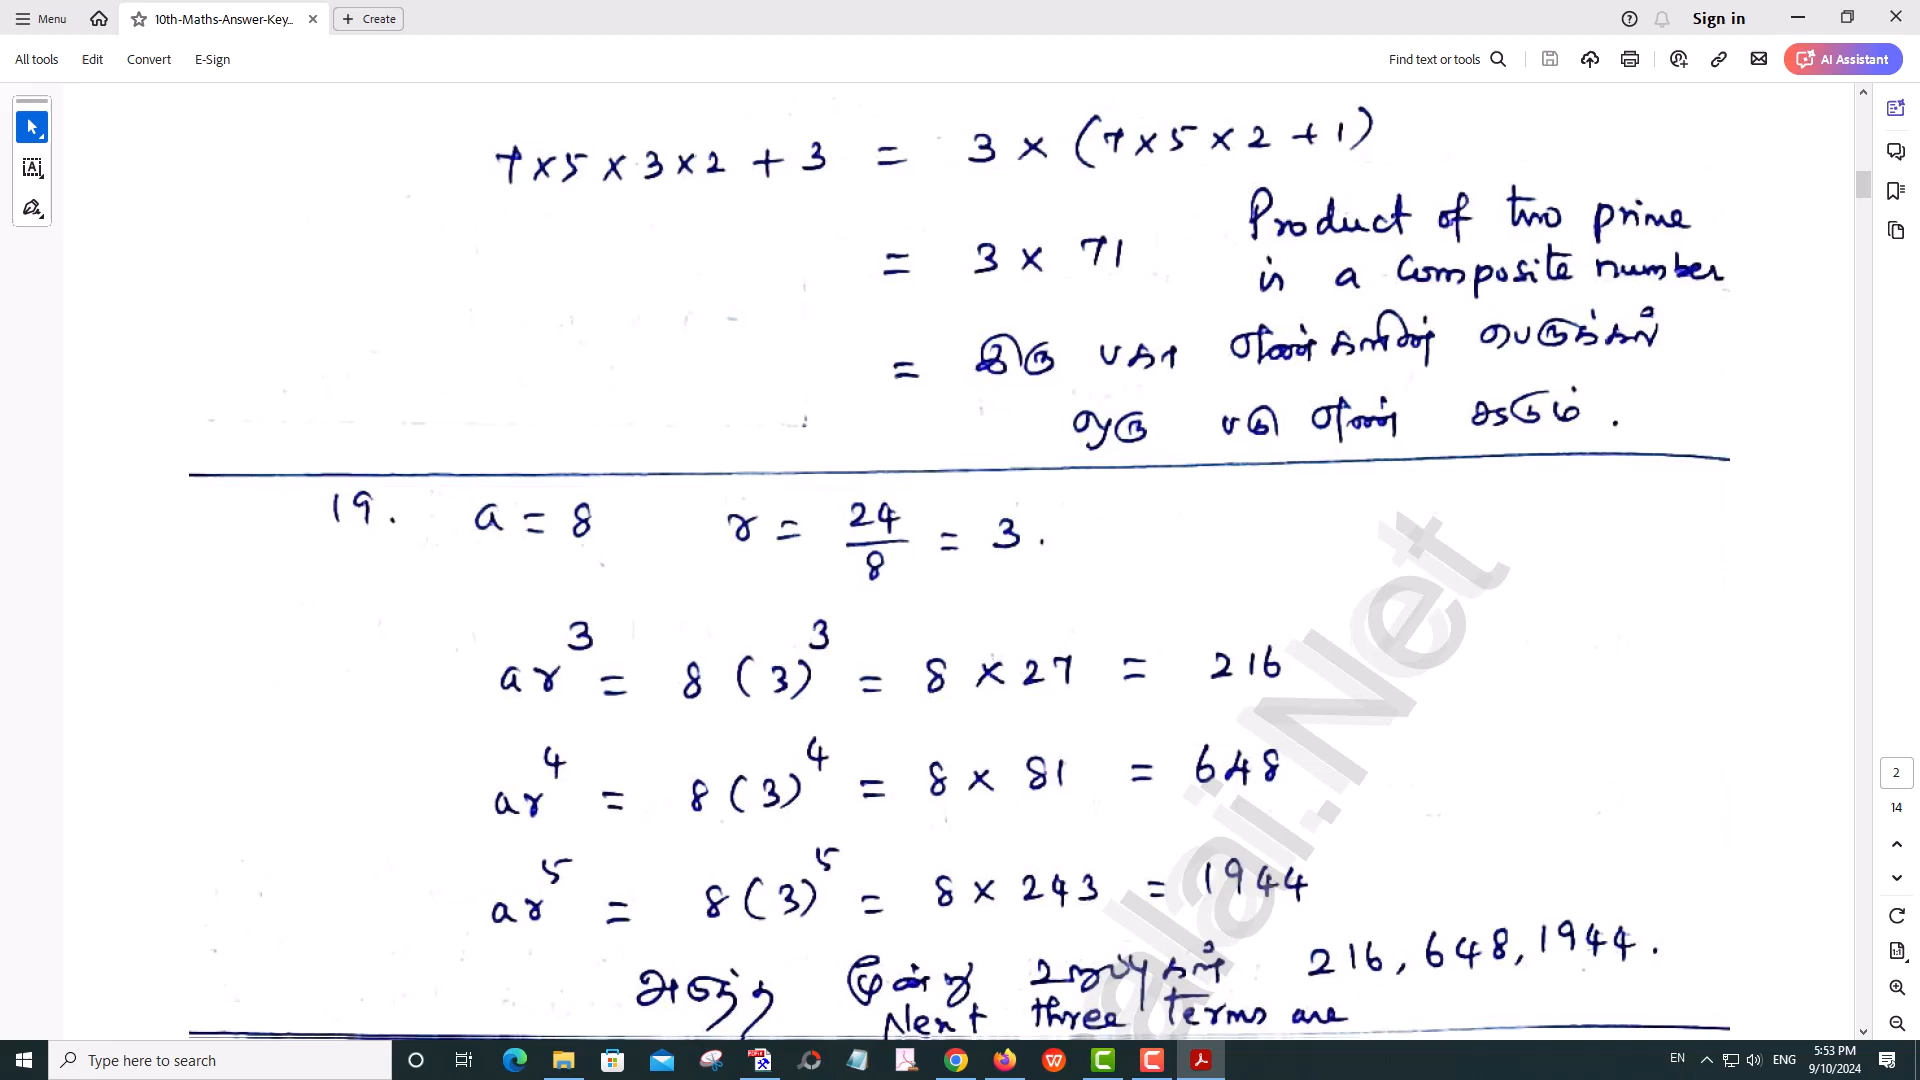 Menu 10th-Maths-Answer-Key... Create Sign in
All tools Edit Convert E-Sign Find text or tools AI Assistant
7×5×3×2+3 = 3×(7×5×2+1)
= 3×71 Product of two prime
is a composite number
= இரு பகா எண்களின் பெருக்கல்
ஒரு பகு எண் ஆகும்.
19. a = 8 r = 24/8 = 3.
ar^3 = 8(3)^3 = 8×27 = 216
ar^4 = 8(3)^4 = 8×81 = 648
ar^5 = 8(3)^5 = 8×243 = 1944
அடுத்த மூன்று உறுப்புகள் 216, 648, 1944.
Next three terms are
alai.Net
2
14
Type here to search EN ENG 5:53 PM
9/10/2024